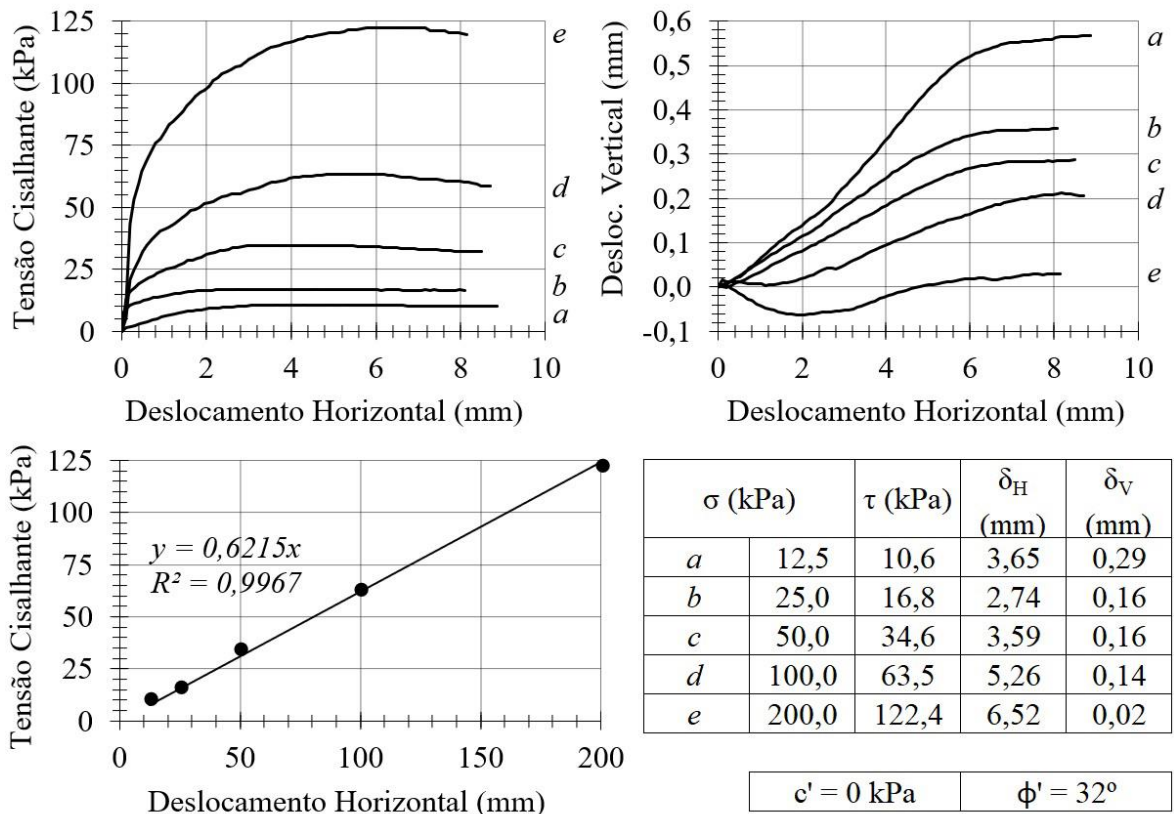 Tensão Cisalhante (kPa)
125
100
75
50
25
0
e
d
c
b
a
0 2 4 6 8 10
Deslocamento Horizontal (mm)
Desloc. Vertical (mm)
0,6
0,5
0,4
0,3
0,2
0,1
0,0
-0,1
a
b
c
d
e
0 2 4 6 8 10
Deslocamento Horizontal (mm)
Tensão Cisalhante (kPa)
125
100
75
50
25
0
y = 0,6215x
R² = 0,9967
0 50 100 150 200
Deslocamento Horizontal (mm)
σ (kPa) τ (kPa) δH (mm) δV (mm)
a 12,5 10,6 3,65 0,29
b 25,0 16,8 2,74 0,16
c 50,0 34,6 3,59 0,16
d 100,0 63,5 5,26 0,14
e 200,0 122,4 6,52 0,02
c' = 0 kPa ϕ' = 32º